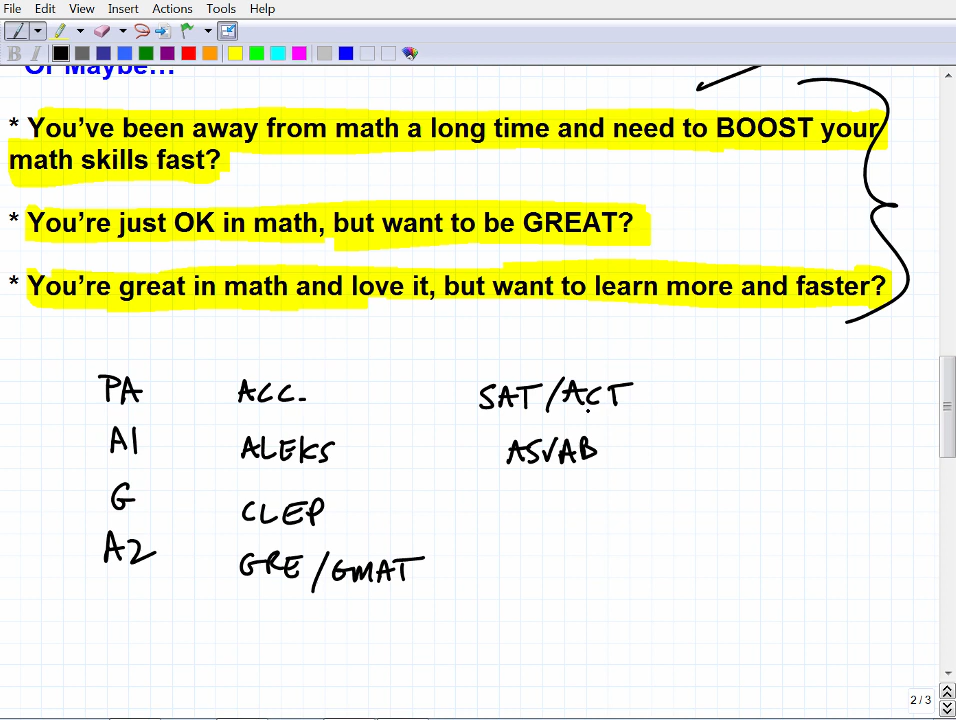 File Edit View Insert Actions Tools Help
B I
Or Maybe...
* You've been away from math a long time and need to BOOST your
math skills fast?
* You're just OK in math, but want to be GREAT?
* You're great in math and love it, but want to learn more and faster?
PA ACC. SAT/ACT
A1 ALEKS ASVAB
G CLEP
A2 GRE/GMAT
2 / 3